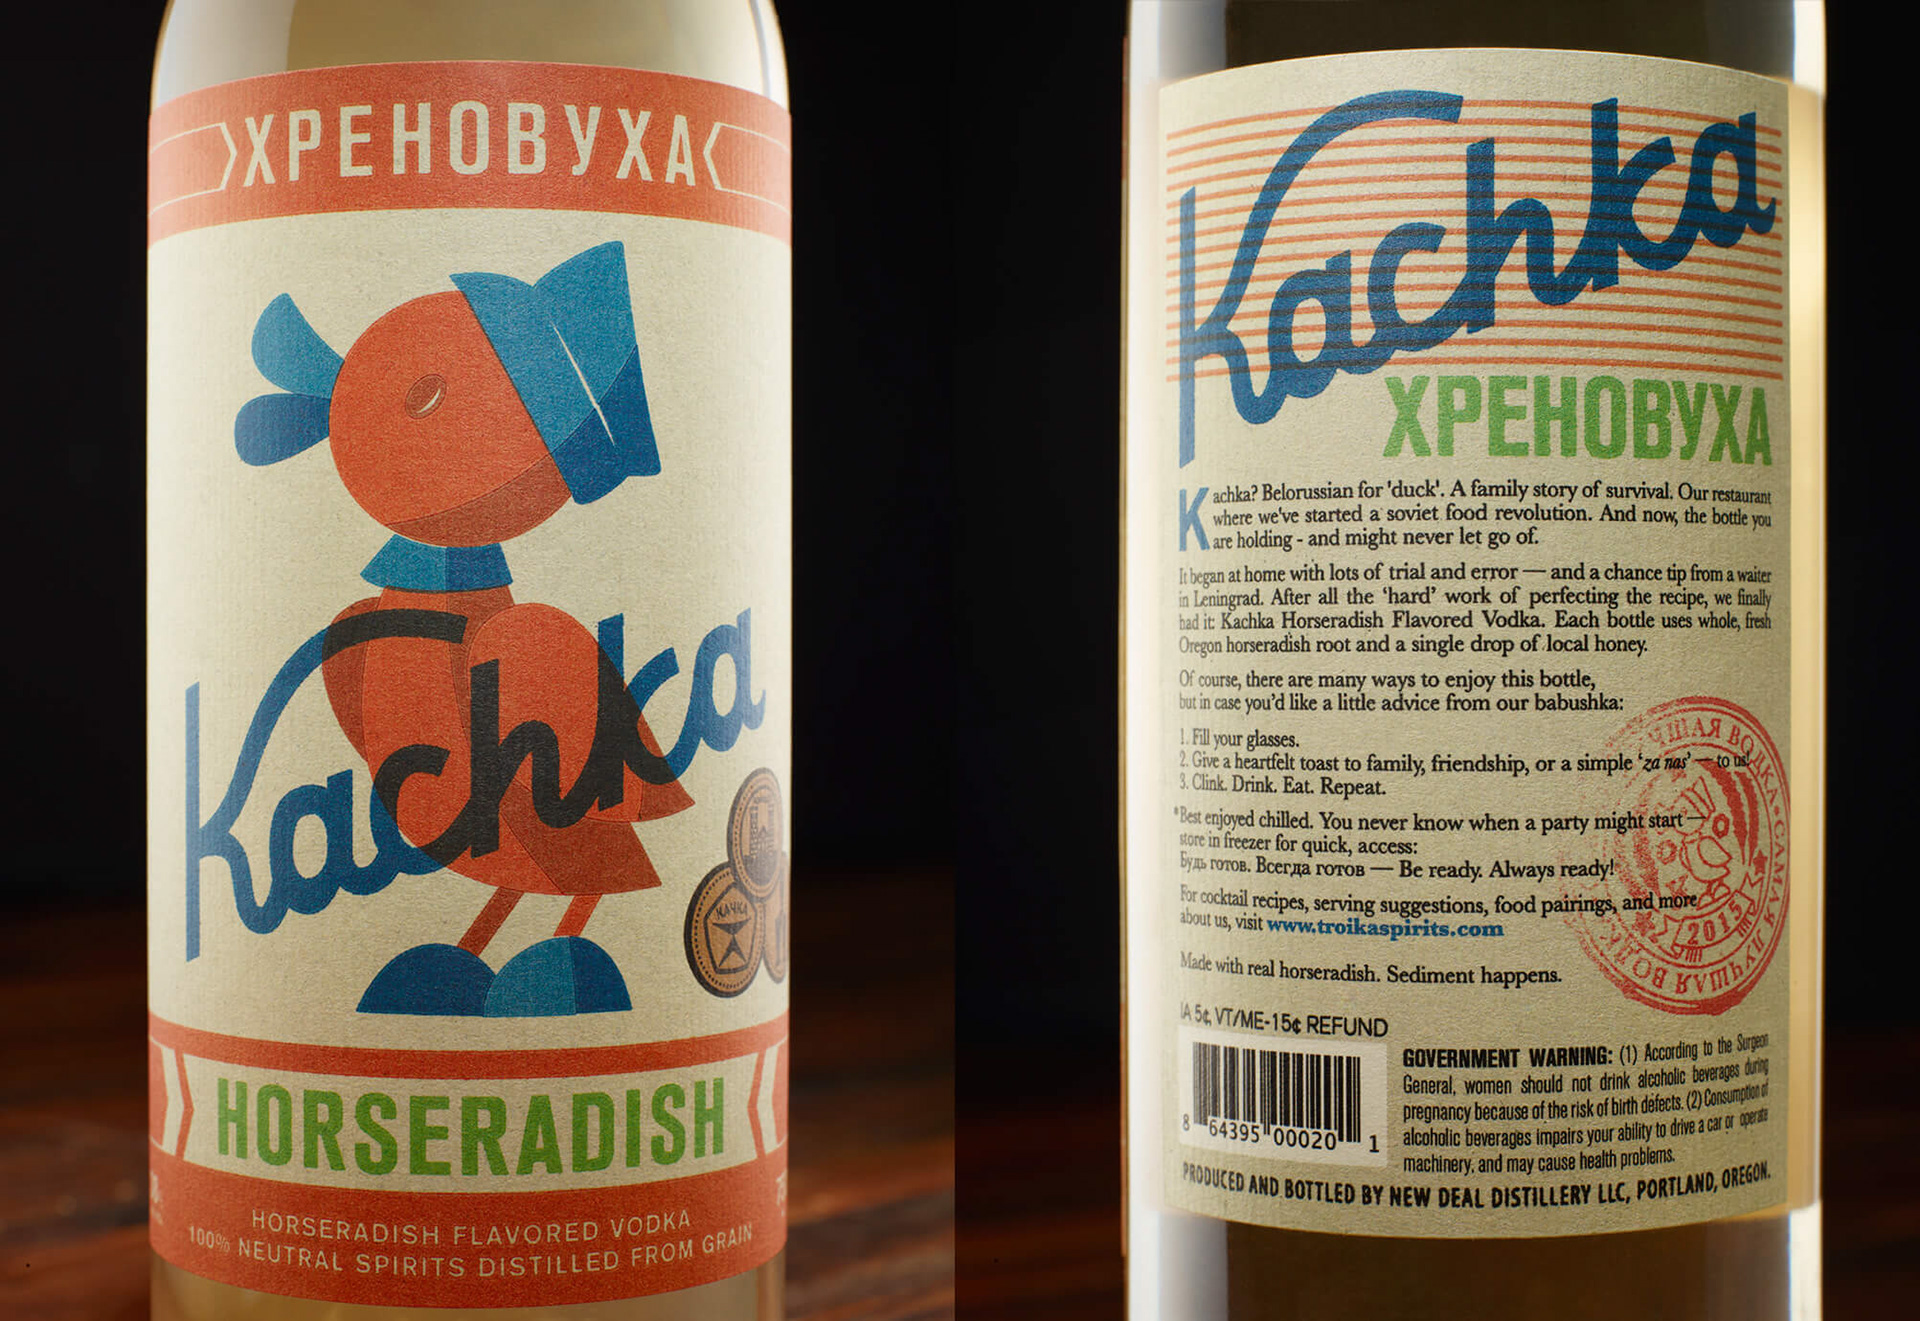 ХРЕНОВУХА
Kachka
КАЧКА
HORSERADISH
HORSERADISH FLAVORED VODKA
100% NEUTRAL SPIRITS DISTILLED FROM GRAIN
Kachka
ХРЕНОВУХА
Kachka? Belorussian for 'duck'. A family story of survival. Our restaurant
where we've started a soviet food revolution. And now, the bottle you
are holding - and might never let go of.
It began at home with lots of trial and error — and a chance tip from a waiter
in Leningrad. After all the ‘hard’ work of perfecting the recipe, we finally
had it: Kachka Horseradish Flavored Vodka. Each bottle uses whole, fresh
Oregon horseradish root and a single drop of local honey.
Of course, there are many ways to enjoy this bottle,
but in case you'd like a little advice from our babushka:
1. Fill your glasses.
2. Give a heartfelt toast to family, friendship, or a simple ‘za nas’ — to us!
3. Clink. Drink. Eat. Repeat.
*Best enjoyed chilled. You never know when a party might start —
store in freezer for quick, access:
Будь готов. Всегда готов — Be ready. Always ready!
For cocktail recipes, serving suggestions, food pairings, and more
about us, visit www.troikaspirits.com
Made with real horseradish. Sediment happens.
САМАЯ ЛУЧШАЯ ВОДКА
2015
IA 5¢, VT/ME-15¢ REFUND
8 64395 00020 1
GOVERNMENT WARNING: (1) According to the Surgeon
General, women should not drink alcoholic beverages during
pregnancy because of the risk of birth defects. (2) Consumption of
alcoholic beverages impairs your ability to drive a car or operate
machinery, and may cause health problems.
PRODUCED AND BOTTLED BY NEW DEAL DISTILLERY LLC, PORTLAND, OREGON.